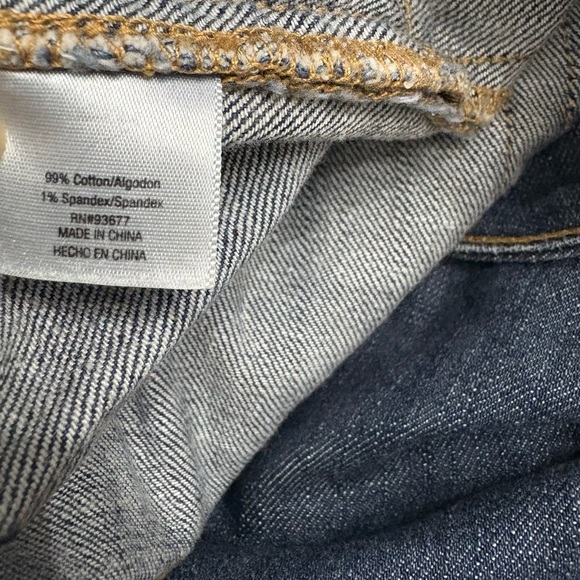 99% Cotton/Algodon
1% Spandex/Spandex
RN#93677
MADE IN CHINA
HECHO EN CHINA